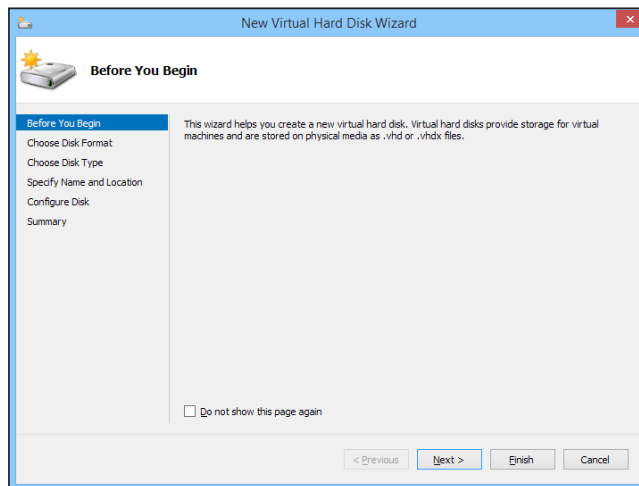 New Virtual Hard Disk Wizard
Before You Begin
Before You Begin
Choose Disk Format
Choose Disk Type
Specify Name and Location
Configure Disk
Summary
This wizard helps you create a new virtual hard disk. Virtual hard disks provide storage for virtual
machines and are stored on physical media as .vhd or .vhdx files.
Do not show this page again
< Previous
Next >
Finish
Cancel